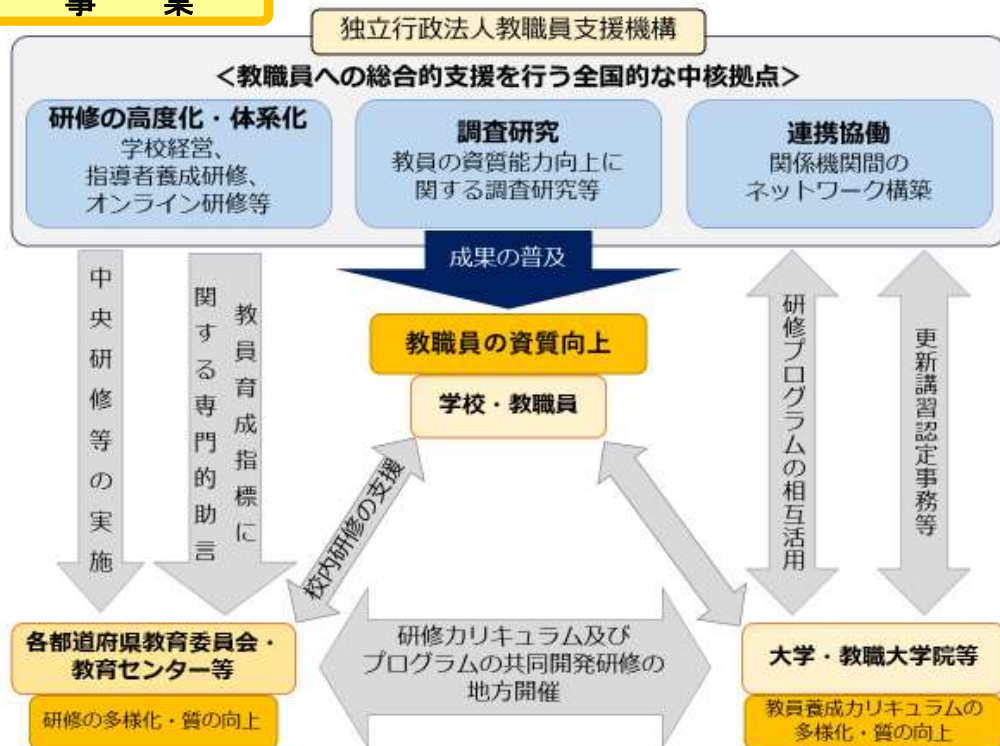 事　業
独立行政法人教職員支援機構
＜教職員への総合的支援を行う全国的な中核拠点＞
研修の高度化・体系化
学校経営、
指導者養成研修、
オンライン研修等
調査研究
教員の資質能力向上に
関する調査研究等
連携協働
関係機関間の
ネットワーク構築
成果の普及
中央研修等の実施
教員育成指標に
関する専門的助言
教職員の資質向上
学校・教職員
研修プログラムの相互活用
更新講習認定事務等
校内研修の支援
各都道府県教育委員会・
教育センター等
研修の多様化・質の向上
研修カリキュラム及び
プログラムの共同開発研修の
地方開催
大学・教職大学院等
教員養成カリキュラムの
多様化・質の向上